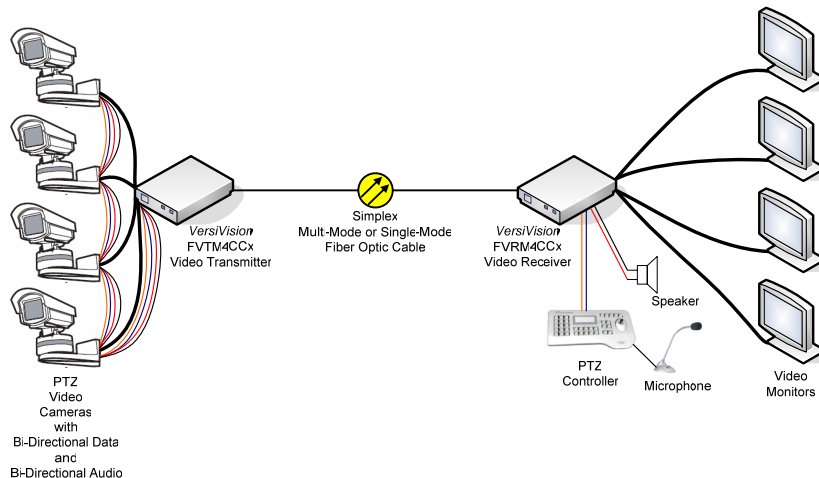 VersiVision
FVTM4CCx
Video Transmitter
Simplex
Mult-Mode or Single-Mode
Fiber Optic Cable
VersiVision
FVRM4CCx
Video Receiver
Speaker
PTZ
Controller
Microphone
Video
Monitors
PTZ
Video
Cameras
with
Bi-Directional Data
and
Bi-Directional Audio